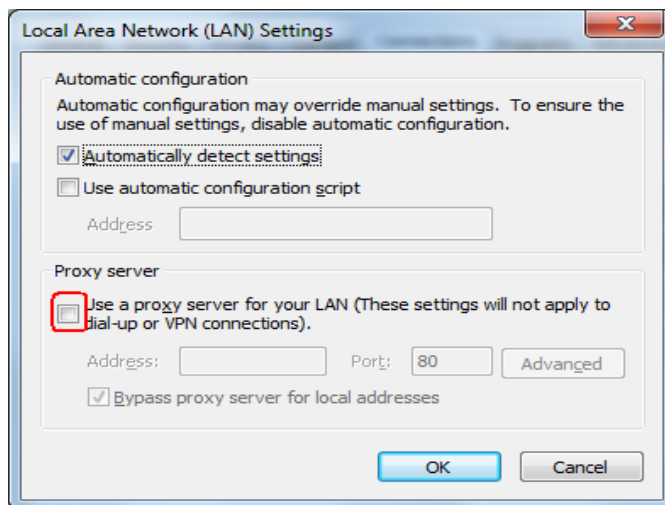 Local Area Network (LAN) Settings
Automatic configuration
Automatic configuration may override manual settings. To ensure the
use of manual settings, disable automatic configuration.
Automatically detect settings
Use automatic configuration script
Address
Proxy server
Use a proxy server for your LAN (These settings will not apply to
dial-up or VPN connections).
Address: Port: 80 Advanced
Bypass proxy server for local addresses
OK Cancel